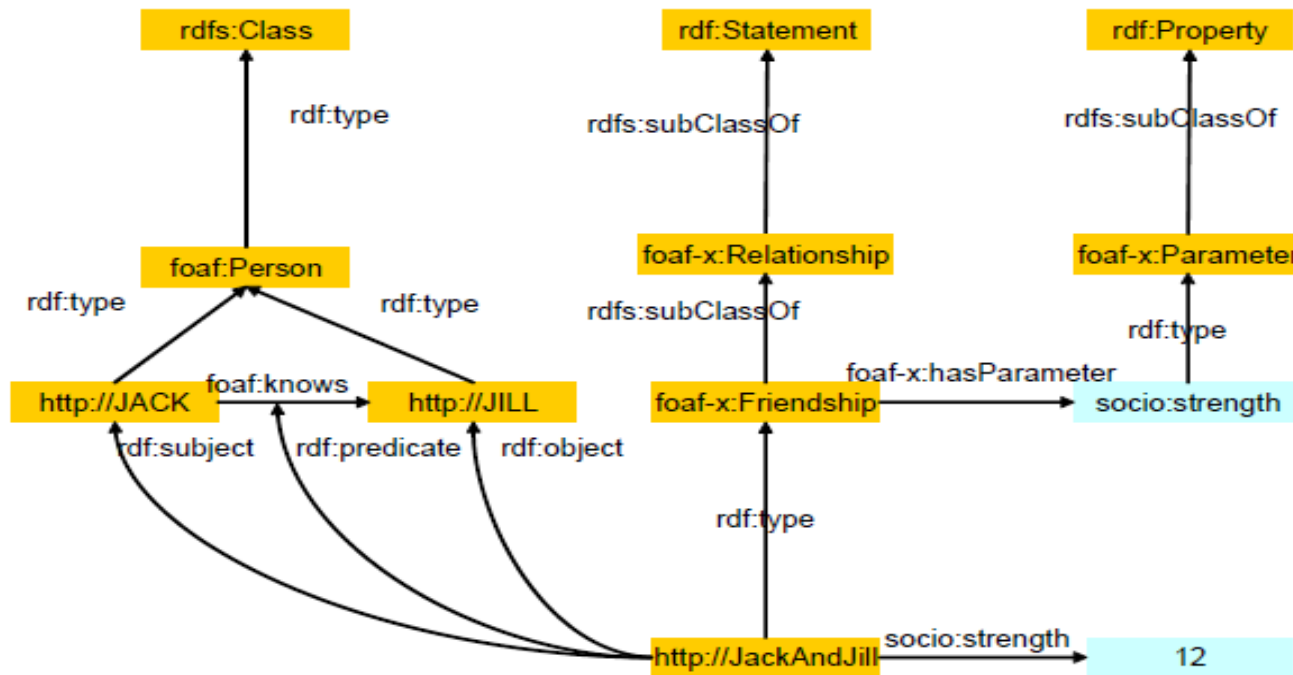 rdfs:Class
rdf:Statement
rdf:Property
rdf:type
rdfs:subClassOf
rdfs:subClassOf
foaf:Person
foaf-x:Relationship
foaf-x:Parameter
rdf:type
rdf:type
rdfs:subClassOf
rdf:type
foaf:knows
foaf-x:hasParameter
http://JACK
http://JILL
foaf-x:Friendship
socio:strength
rdf:subject
rdf:predicate
rdf:object
rdf:type
socio:strength
http://JackAndJill
12